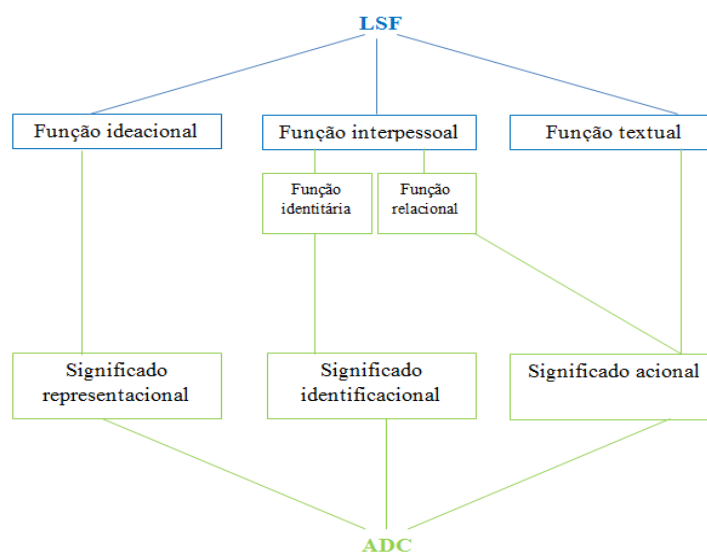 LSF
Função ideacional
Função interpessoal
Função textual
Função
identitária
Função
relacional
Significado
representacional
Significado
identificacional
Significado acional
ADC